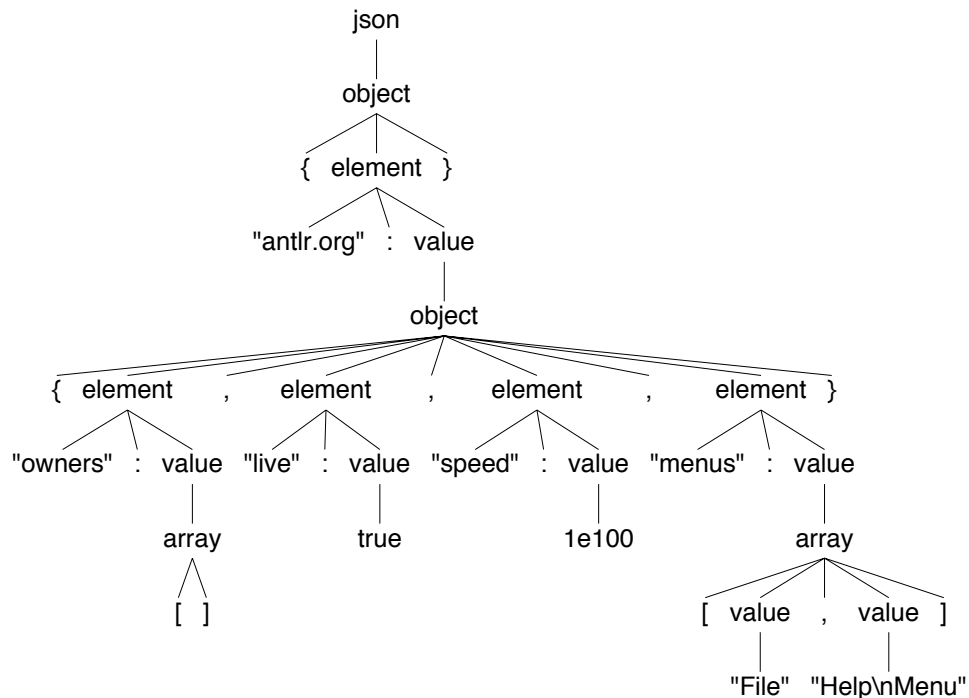 json
object
{ element }
"antlr.org" : value
object
{ element , element , element , element }
"owners" : value "live" : value "speed" : value "menus" : value
array true 1e100 array
[ ] [ value , value ]
"File" "Help\nMenu"